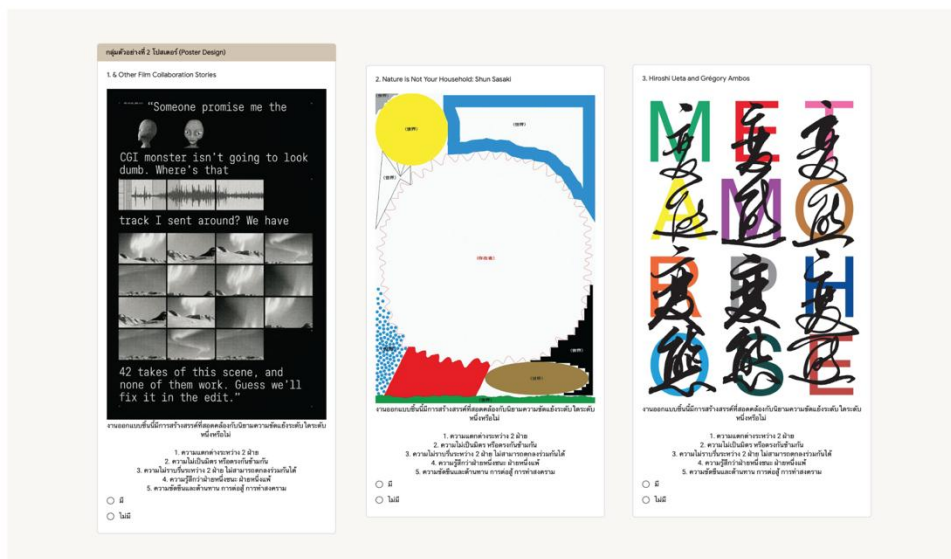 กลุ่มตัวอย่างที่ 2 โปสเตอร์ (Poster Design)
1. & Other Film Collaboration Stories
"Someone promise me the
CGI monster isn't going to look
dumb. Where's that
track I sent around? We have
42 takes of this scene, and
none of them work. Guess we'll
fix it in the edit."
งานออกแบบชิ้นนี้มีการสร้างสรรค์ที่สอดคล้องกับนิยามความขัดแย้งระดับใดระดับ
หนึ่งหรือไม่
1. ความแตกต่างระหว่าง 2 ฝ่าย
2. ความไม่เป็นมิตร หรือตรงกันข้ามกัน
3. ความไม่ราบรื่นระหว่าง 2 ฝ่าย ไม่สามารถตกลงร่วมกันได้
4. ความรู้สึกว่าฝ่ายหนึ่งชนะ ฝ่ายหนึ่งแพ้
5. ความขัดขืนและต้านทาน การต่อสู้ การทำสงคราม
มี
ไม่มี
2. Nature is Not Your Household: Shun Sasaki
งานออกแบบชิ้นนี้มีการสร้างสรรค์ที่สอดคล้องกับนิยามความขัดแย้งระดับใดระดับ
หนึ่งหรือไม่
1. ความแตกต่างระหว่าง 2 ฝ่าย
2. ความไม่เป็นมิตร หรือตรงกันข้ามกัน
3. ความไม่ราบรื่นระหว่าง 2 ฝ่าย ไม่สามารถตกลงร่วมกันได้
4. ความรู้สึกว่าฝ่ายหนึ่งชนะ ฝ่ายหนึ่งแพ้
5. ความขัดขืนและต้านทาน การต่อสู้ การทำสงคราม
มี
ไม่มี
3. Hiroshi Ueta and Grégory Ambos
M E T
A M O
R P H
O S E
งานออกแบบชิ้นนี้มีการสร้างสรรค์ที่สอดคล้องกับนิยามความขัดแย้งระดับใดระดับ
หนึ่งหรือไม่
1. ความแตกต่างระหว่าง 2 ฝ่าย
2. ความไม่เป็นมิตร หรือตรงกันข้ามกัน
3. ความไม่ราบรื่นระหว่าง 2 ฝ่าย ไม่สามารถตกลงร่วมกันได้
4. ความรู้สึกว่าฝ่ายหนึ่งชนะ ฝ่ายหนึ่งแพ้
5. ความขัดขืนและต้านทาน การต่อสู้ การทำสงคราม
มี
ไม่มี